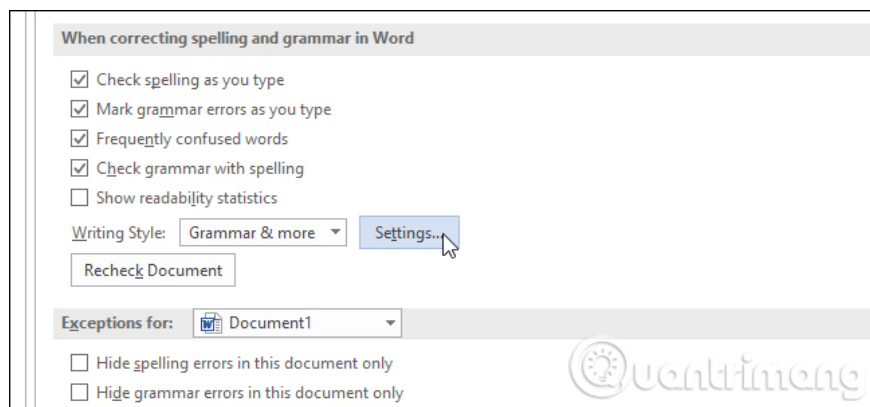 When correcting spelling and grammar in Word
Check spelling as you type
Mark grammar errors as you type
Frequently confused words
Check grammar with spelling
Show readability statistics
Writing Style: Grammar & more Settings...
Recheck Document
Exceptions for: Document1
Hide spelling errors in this document only
Hide grammar errors in this document only
Quantrimang